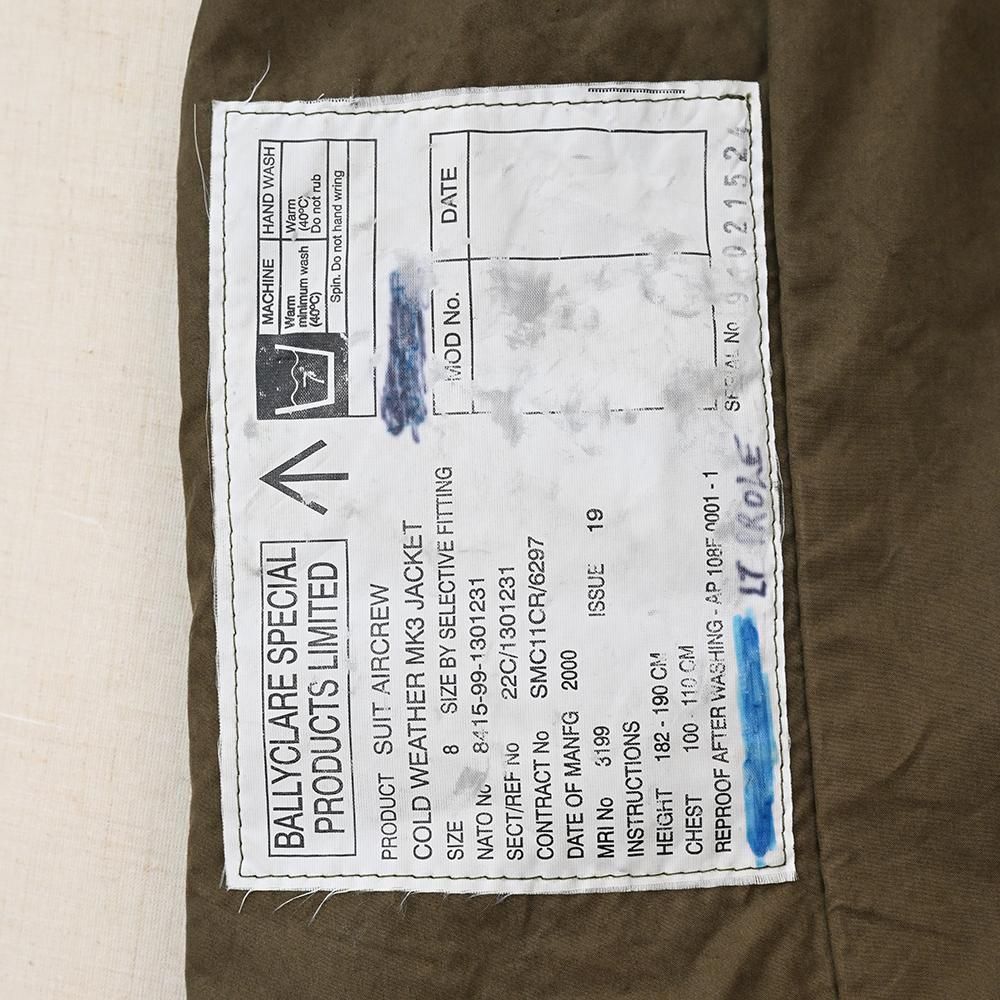 BALLYCLARE SPECIAL
PRODUCTS LIMITED
MACHINE
HAND WASH
Warm
minimum wash
(40°C)
Warm
(40°C)
Do not rub
Spin. Do not hand wring
PRODUCT SUIT AIRCREW
COLD WEATHER MK3 JACKET
SIZE 8 SIZE BY SELECTIVE FITTING
NATO No 8415-99-1301231
SECT/REF No 22C/1301231
CONTRACT No SMC11CR/6297
DATE OF MANFG 2000
MRI No 3199 ISSUE 19
INSTRUCTIONS
HEIGHT 182 - 190 CM
CHEST 100 - 110 CM
REPROOF AFTER WASHING - AP 108F 0001 - 1
MOD No.
DATE
SERIAL No 9102152
LT